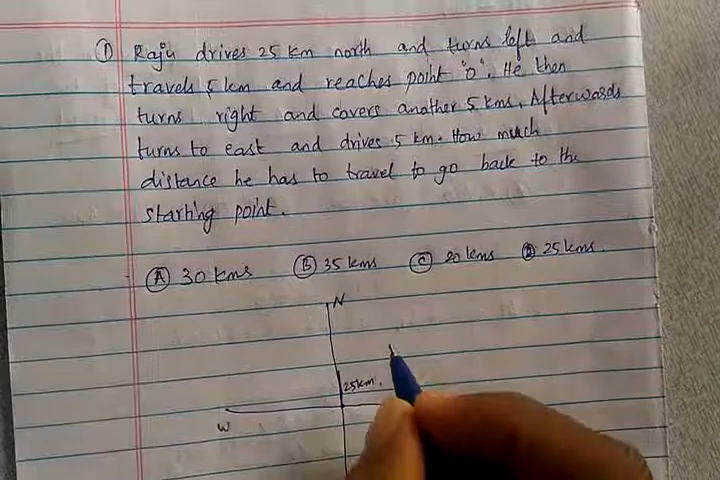 ① Raju drives 25 km north and turns left and
travels 5 km and reaches point "O". He then
turns right and covers another 5 kms. Afterwards
turns to east and drives 5 km. How much
distance he has to travel to go back to the
starting point.
Ⓐ 30 kms Ⓑ 35 kms Ⓒ 20 kms Ⓓ 25 kms.
N
25km.
W